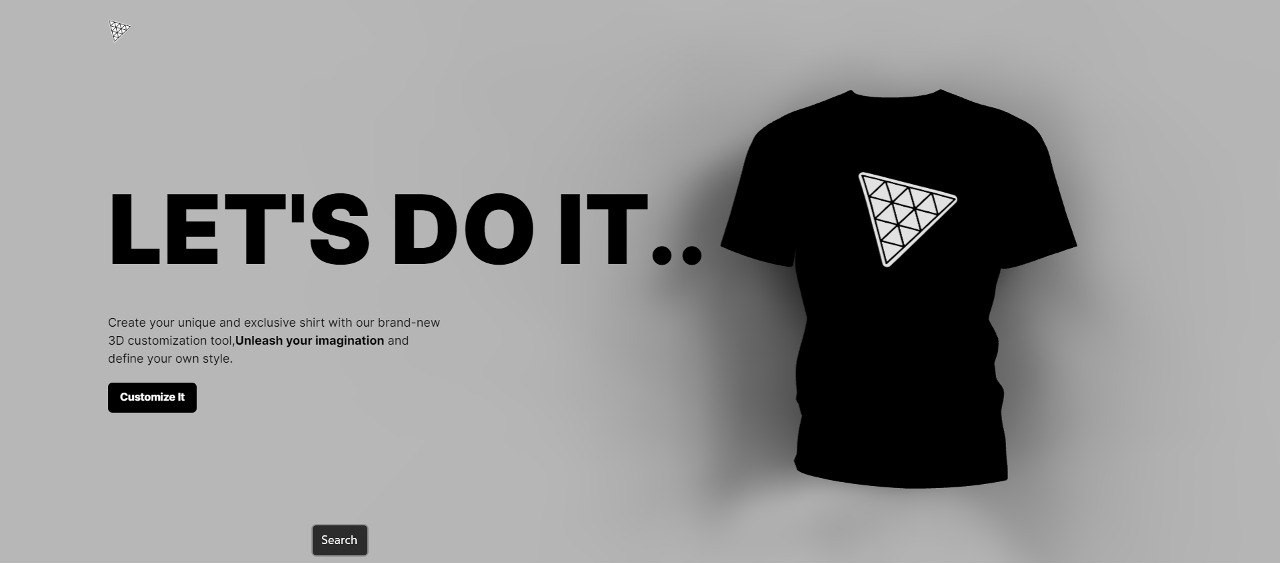 LET'S DO IT..
Create your unique and exclusive shirt with our brand-new
3D customization tool,Unleash your imagination and
define your own style.
Customize It
Search